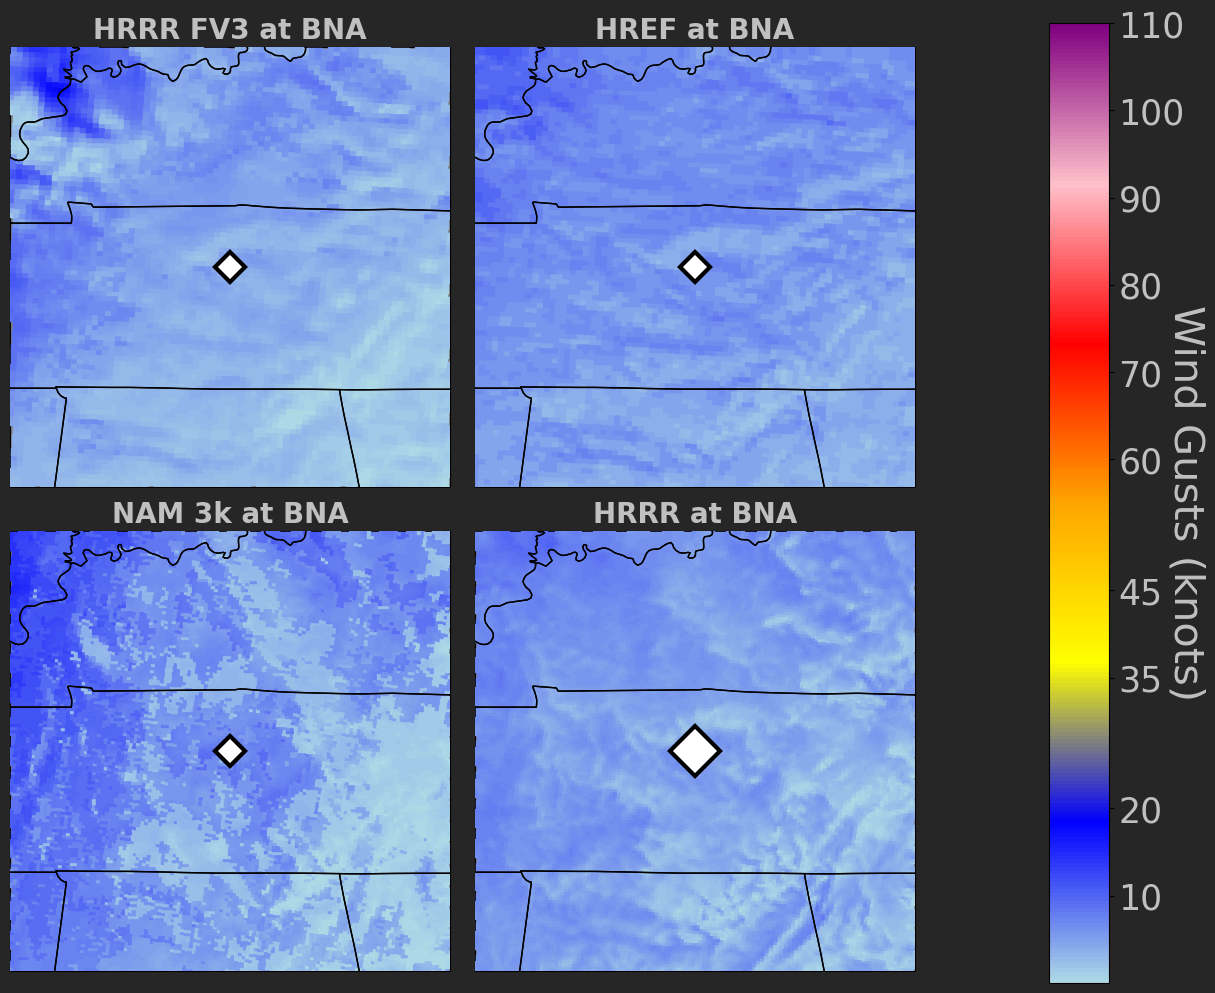 HRRR FV3 at BNA
HREF at BNA
NAM 3k at BNA
HRRR at BNA
110
100
90
80
70
60
45
35
20
10
Wind Gusts (knots)